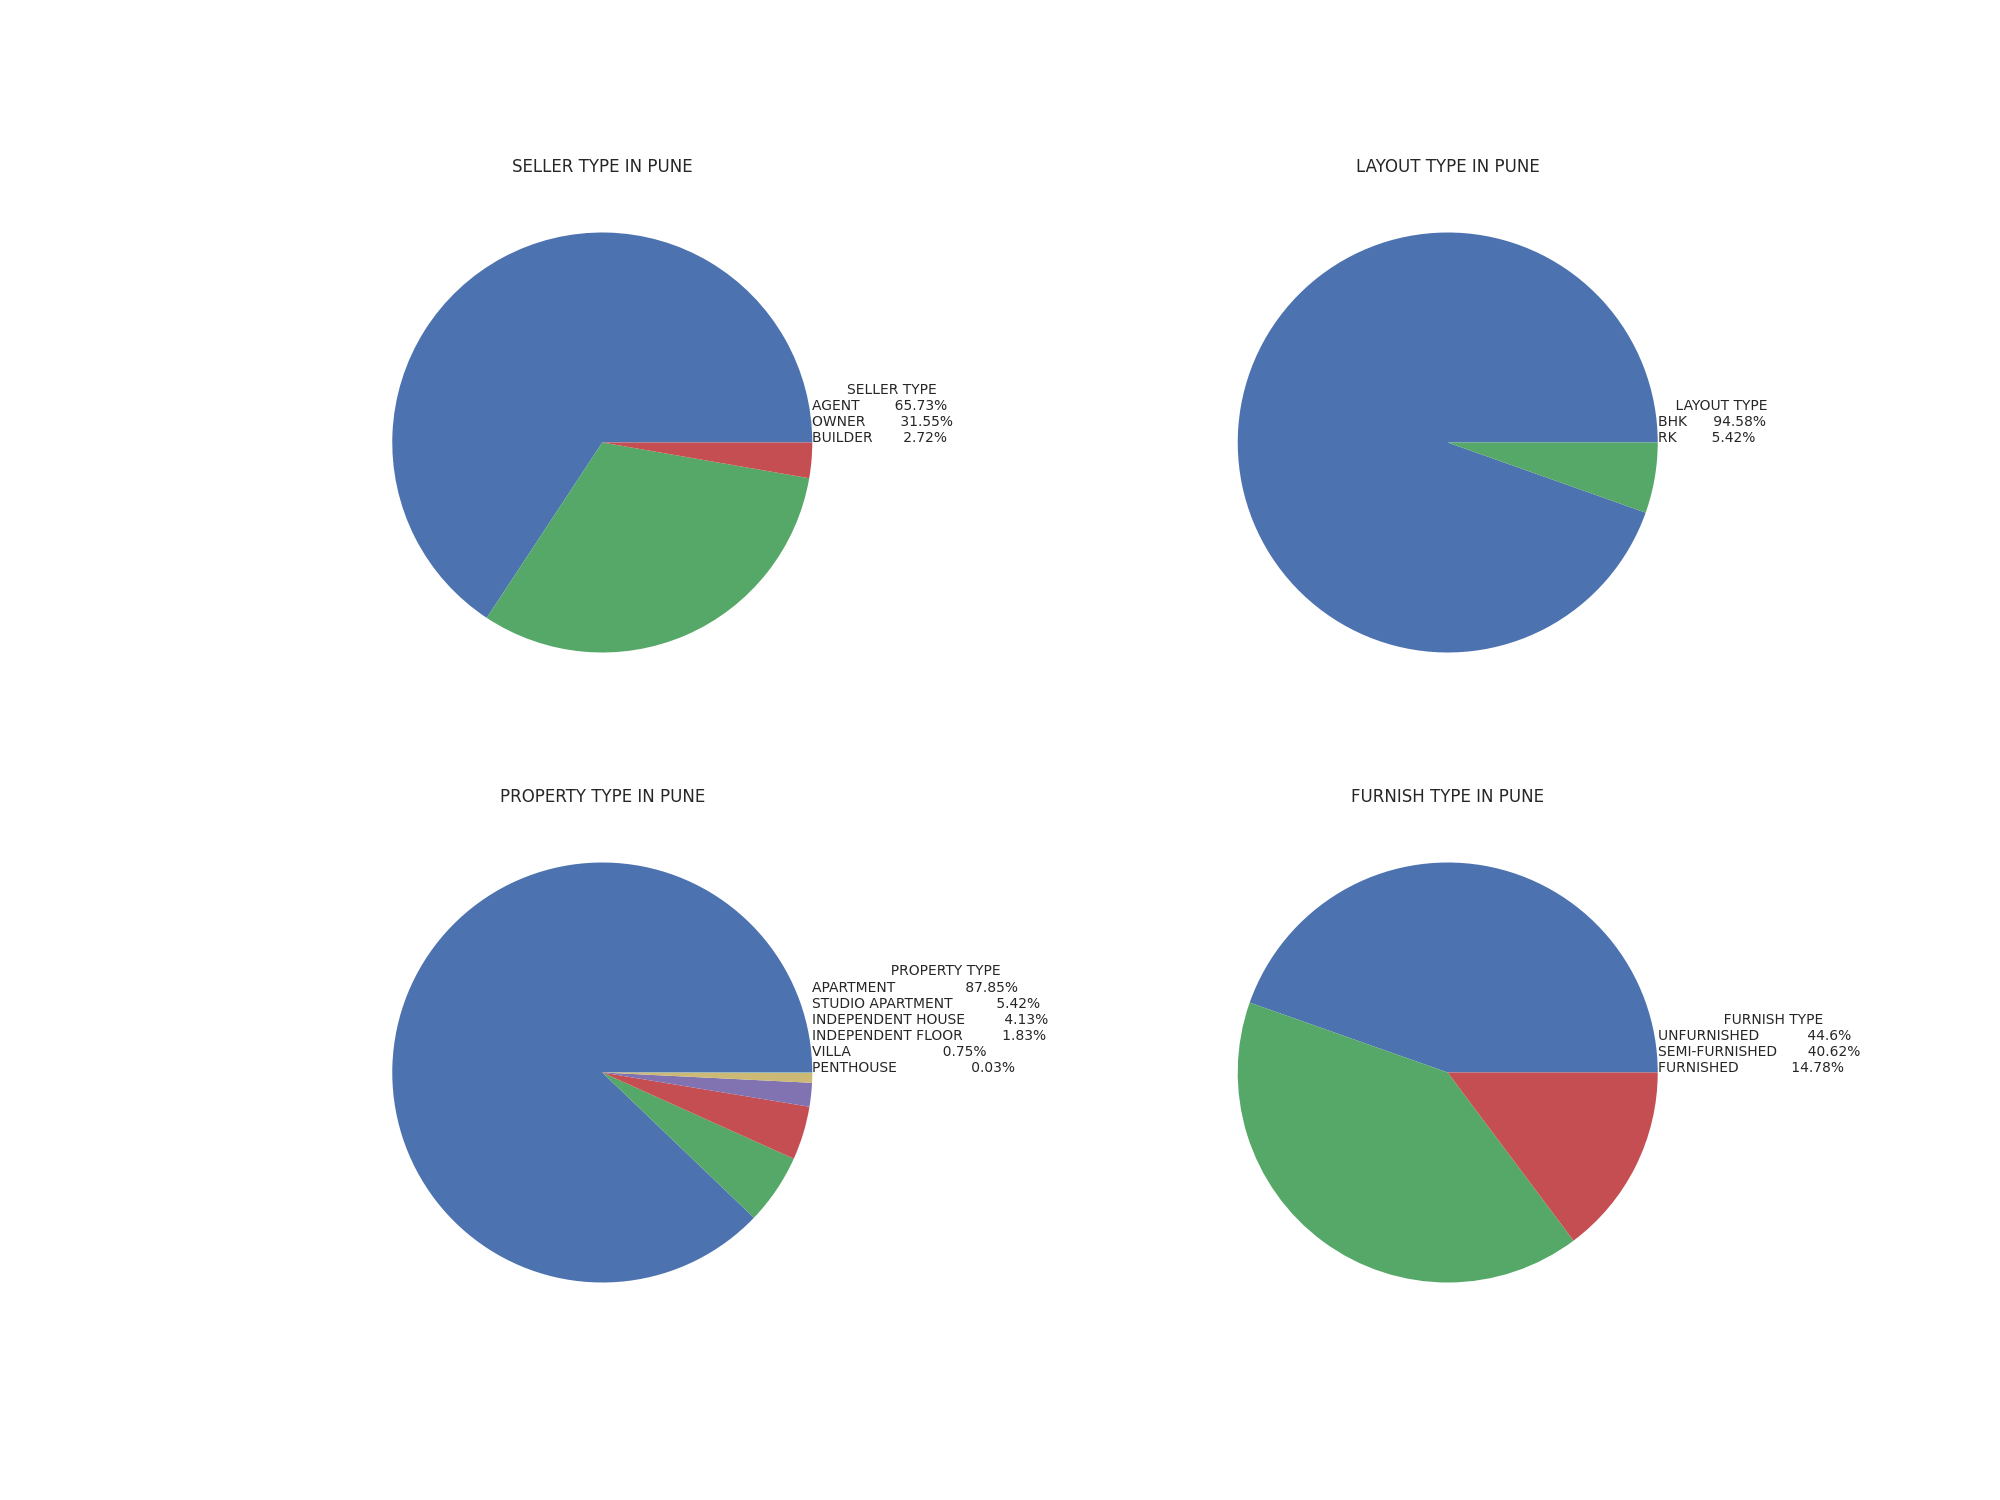 SELLER TYPE IN PUNE
SELLER TYPE
AGENT 65.73%
OWNER 31.55%
BUILDER 2.72%
LAYOUT TYPE IN PUNE
LAYOUT TYPE
BHK 94.58%
RK 5.42%
PROPERTY TYPE IN PUNE
PROPERTY TYPE
APARTMENT 87.85%
STUDIO APARTMENT 5.42%
INDEPENDENT HOUSE 4.13%
INDEPENDENT FLOOR 1.83%
VILLA 0.75%
PENTHOUSE 0.03%
FURNISH TYPE IN PUNE
FURNISH TYPE
UNFURNISHED 44.6%
SEMI-FURNISHED 40.62%
FURNISHED 14.78%